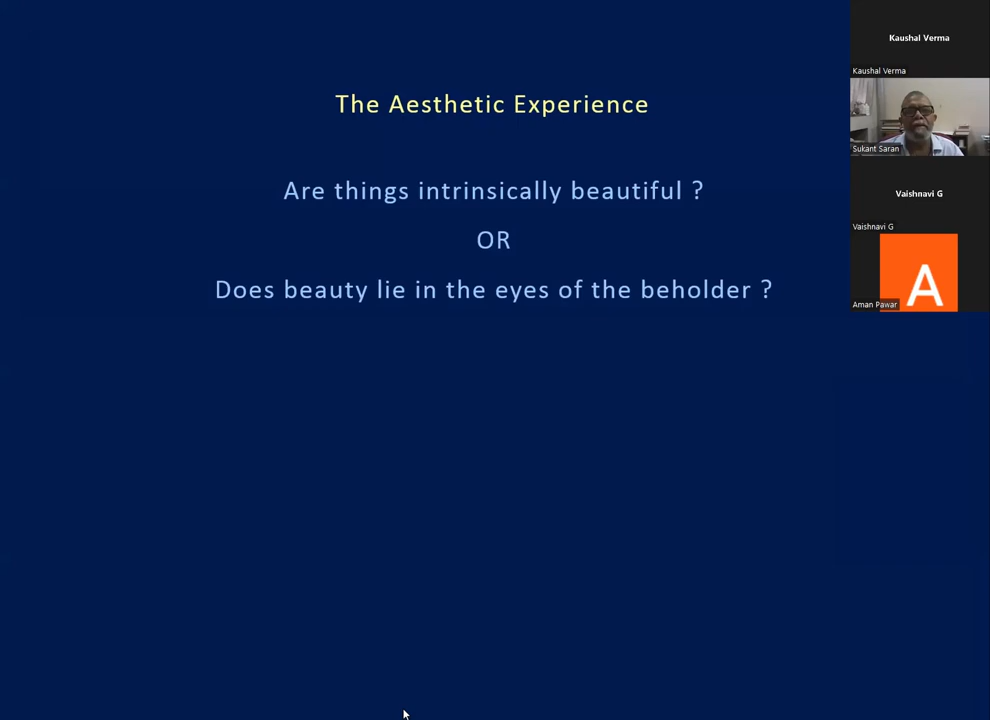 The Aesthetic Experience
Are things intrinsically beautiful ?
OR
Does beauty lie in the eyes of the beholder ?
Kaushal Verma
Kaushal Verma
Sukant Saran
Vaishnavi G
Vaishnavi G
A
Aman Pawar